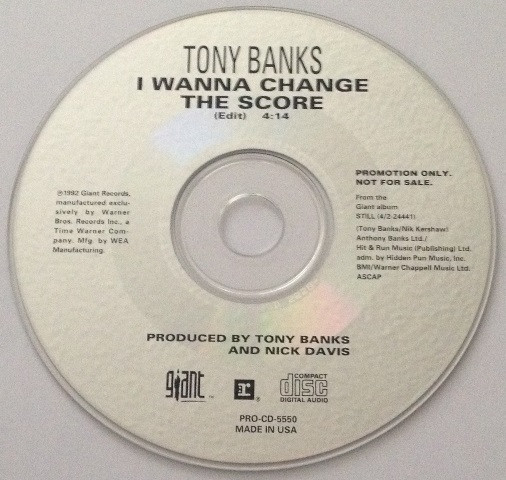 TONY BANKS
I WANNA CHANGE
THE SCORE
(Edit) 4:14
℗1992 Giant Records,
manufactured exclu-
sively by Warner
Bros. Records Inc., a
Time Warner Com-
pany. Mfg. by WEA
Manufacturing.
PROMOTION ONLY.
NOT FOR SALE.
From the
Giant album
STILL (4/2-24441)
(Tony Banks/Nik Kershaw)
Anthony Banks Ltd./
Hit & Run Music (Publishing) Ltd.
adm. by Hidden Pun Music, Inc.
BMI/Warner Chappell Music Ltd.
ASCAP
PRODUCED BY TONY BANKS
AND NICK DAVIS
giant™
r®
COMPACT
disc
DIGITAL AUDIO
PRO-CD-5550
MADE IN USA